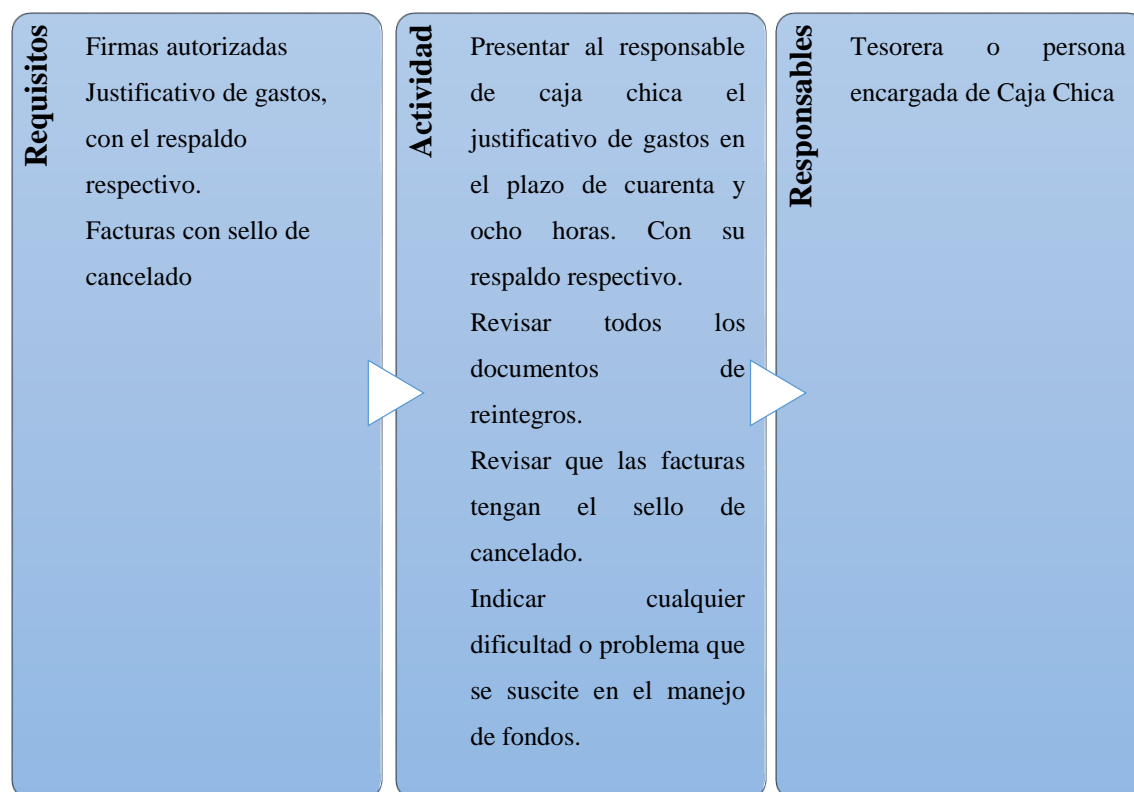 Requisitos
Firmas autorizadas
Justificativo de gastos,
con el respaldo
respectivo.
Facturas con sello de
cancelado
Actividad
Presentar al responsable
de caja chica el
justificativo de gastos en
el plazo de cuarenta y
ocho horas. Con su
respaldo respectivo.
Revisar todos los
documentos de
reintegros.
Revisar que las facturas
tengan el sello de
cancelado.
Indicar cualquier
dificultad o problema que
se suscite en el manejo
de fondos.
Responsables
Tesorera o persona
encargada de Caja Chica